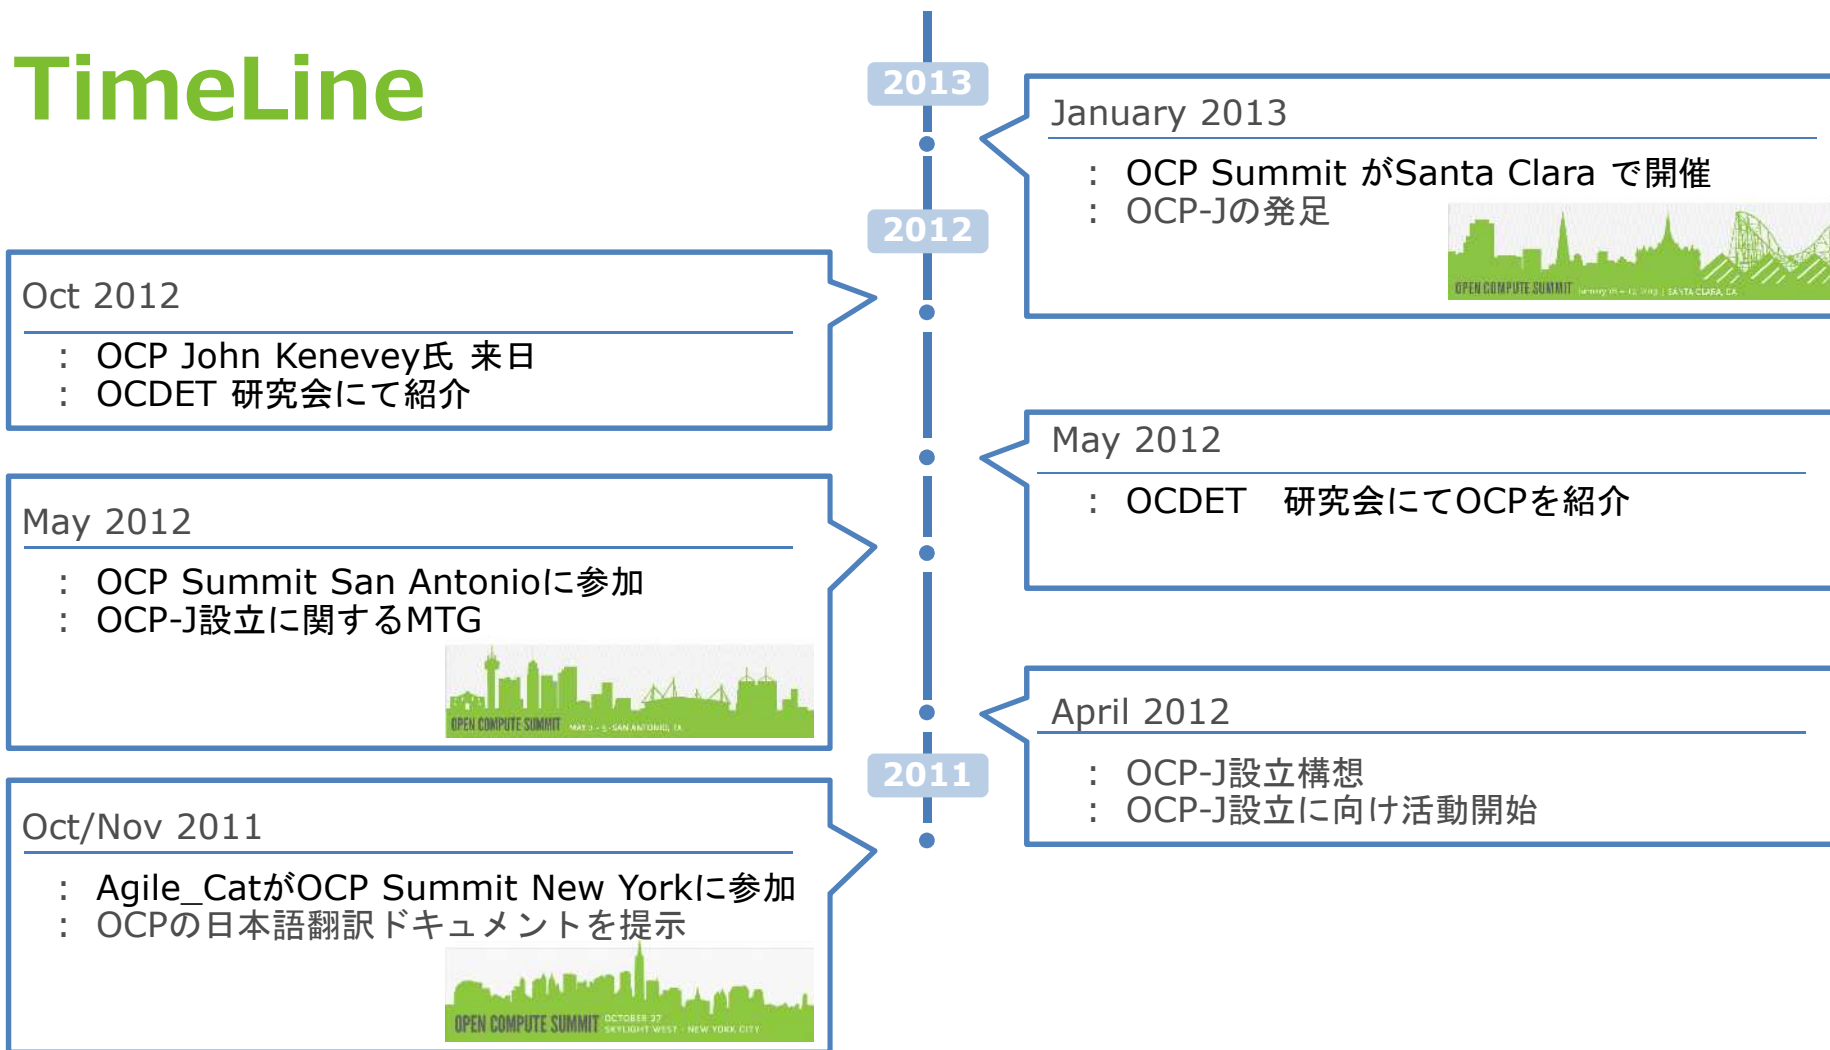 TimeLine
2013
January 2013
: OCP Summit がSanta Clara で開催
: OCP-Jの発足
OPEN COMPUTE SUMMIT SANTA CLARA, CA
2012
Oct 2012
: OCP John Kenevey氏 来日
: OCDET 研究会にて紹介
May 2012
: OCDET　研究会にてOCPを紹介
May 2012
: OCP Summit San Antonioに参加
: OCP-J設立に関するMTG
OPEN COMPUTE SUMMIT SAN ANTONIO, TX
April 2012
: OCP-J設立構想
: OCP-J設立に向け活動開始
2011
Oct/Nov 2011
: Agile_CatがOCP Summit New Yorkに参加
: OCPの日本語翻訳ドキュメントを提示
OPEN COMPUTE SUMMIT OCTOBER 27
SKYLIGHT WEST - NEW YORK CITY